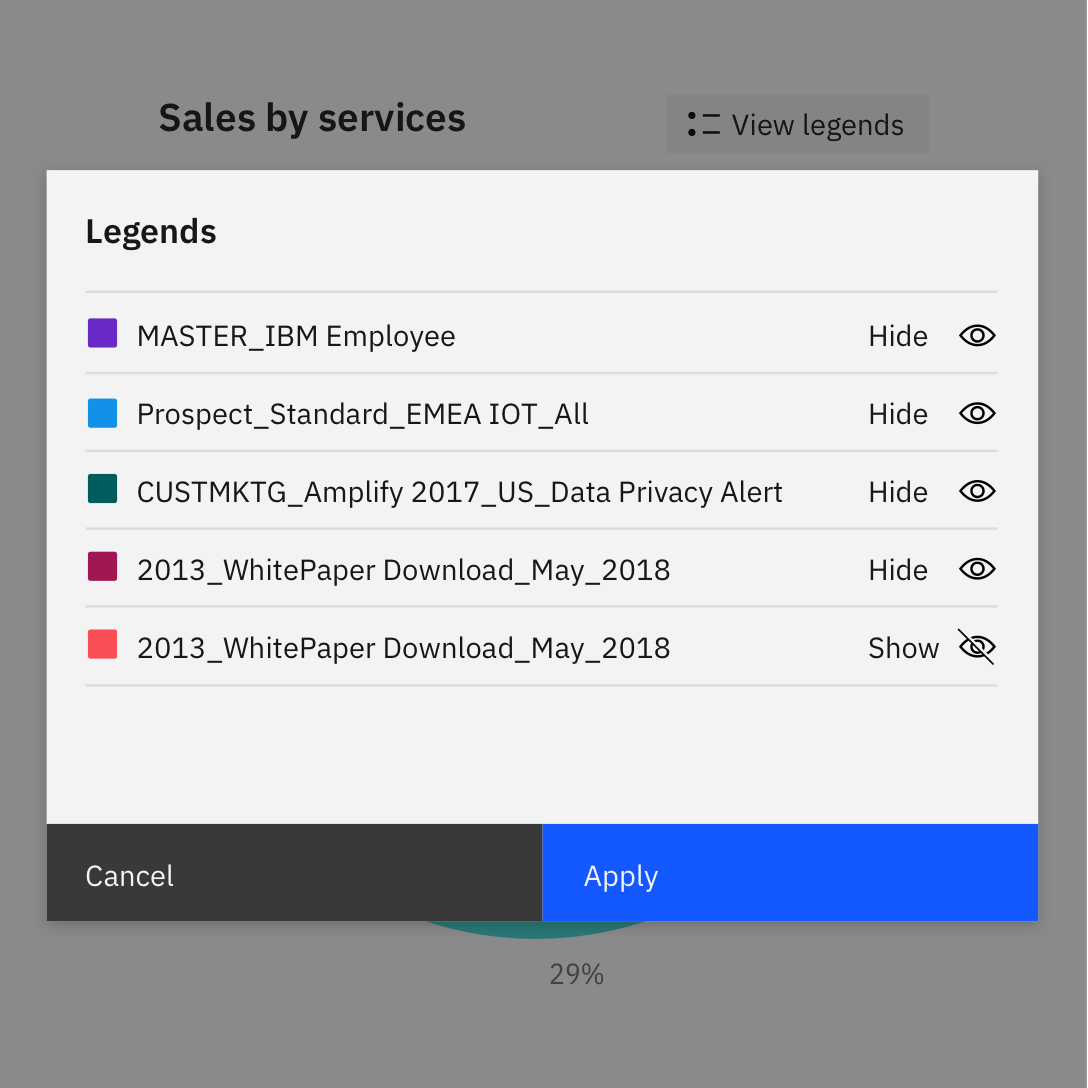 Sales by services
View legends
Legends
MASTER_IBM Employee Hide
Prospect_Standard_EMEA IOT_All Hide
CUSTMKTG_Amplify 2017_US_Data Privacy Alert Hide
2013_WhitePaper Download_May_2018 Hide
2013_WhitePaper Download_May_2018 Show
Cancel
Apply
29%